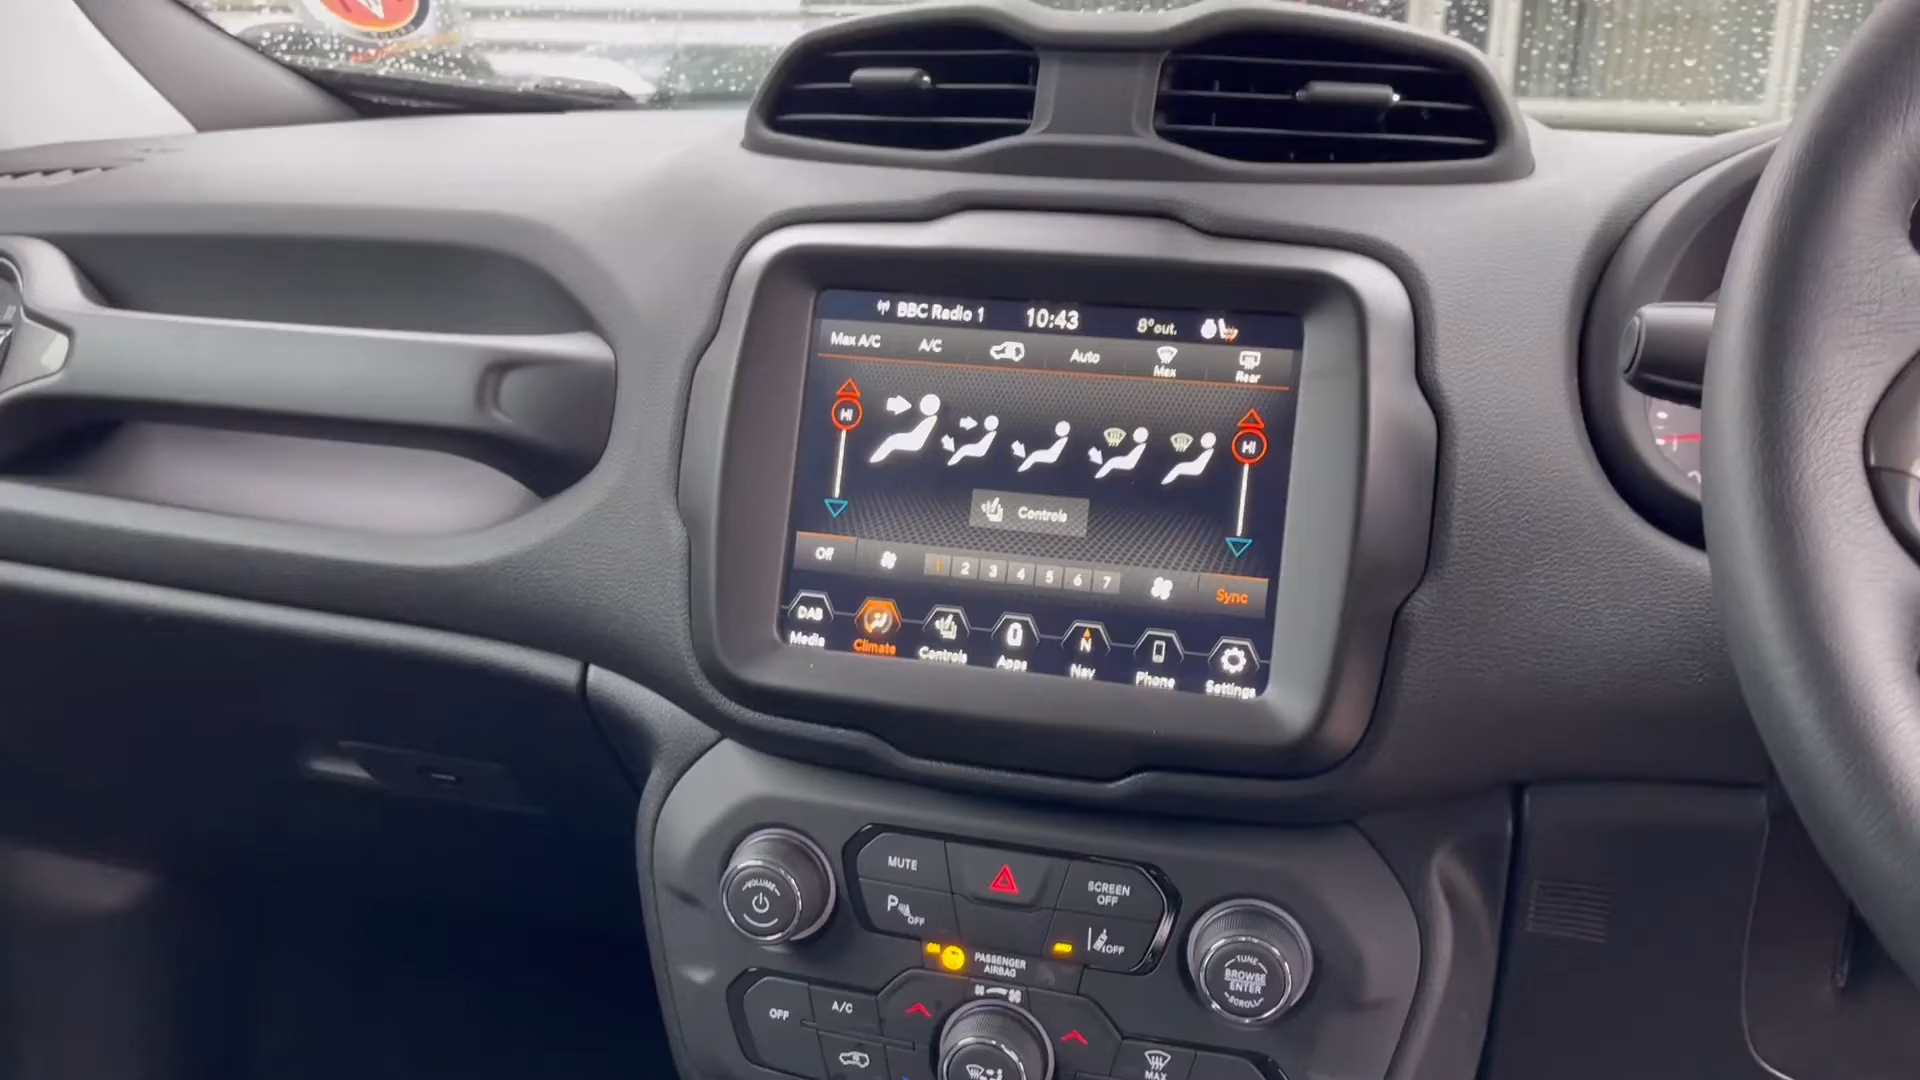 BBC Radio 1 10:43 8°out.
Max A/C A/C Auto Max Rear
HI HI
Controls
Off 1 2 3 4 5 6 7 Sync
DAB N
Media Climate Controls Apps Nav Phone Settings
MUTE
SCREEN
OFF
VOLUME
P OFF
OFF
ON
PASSENGER
AIRBAG
TUNE
BROWSE
ENTER
SCROLL
OFF A/C
MAX